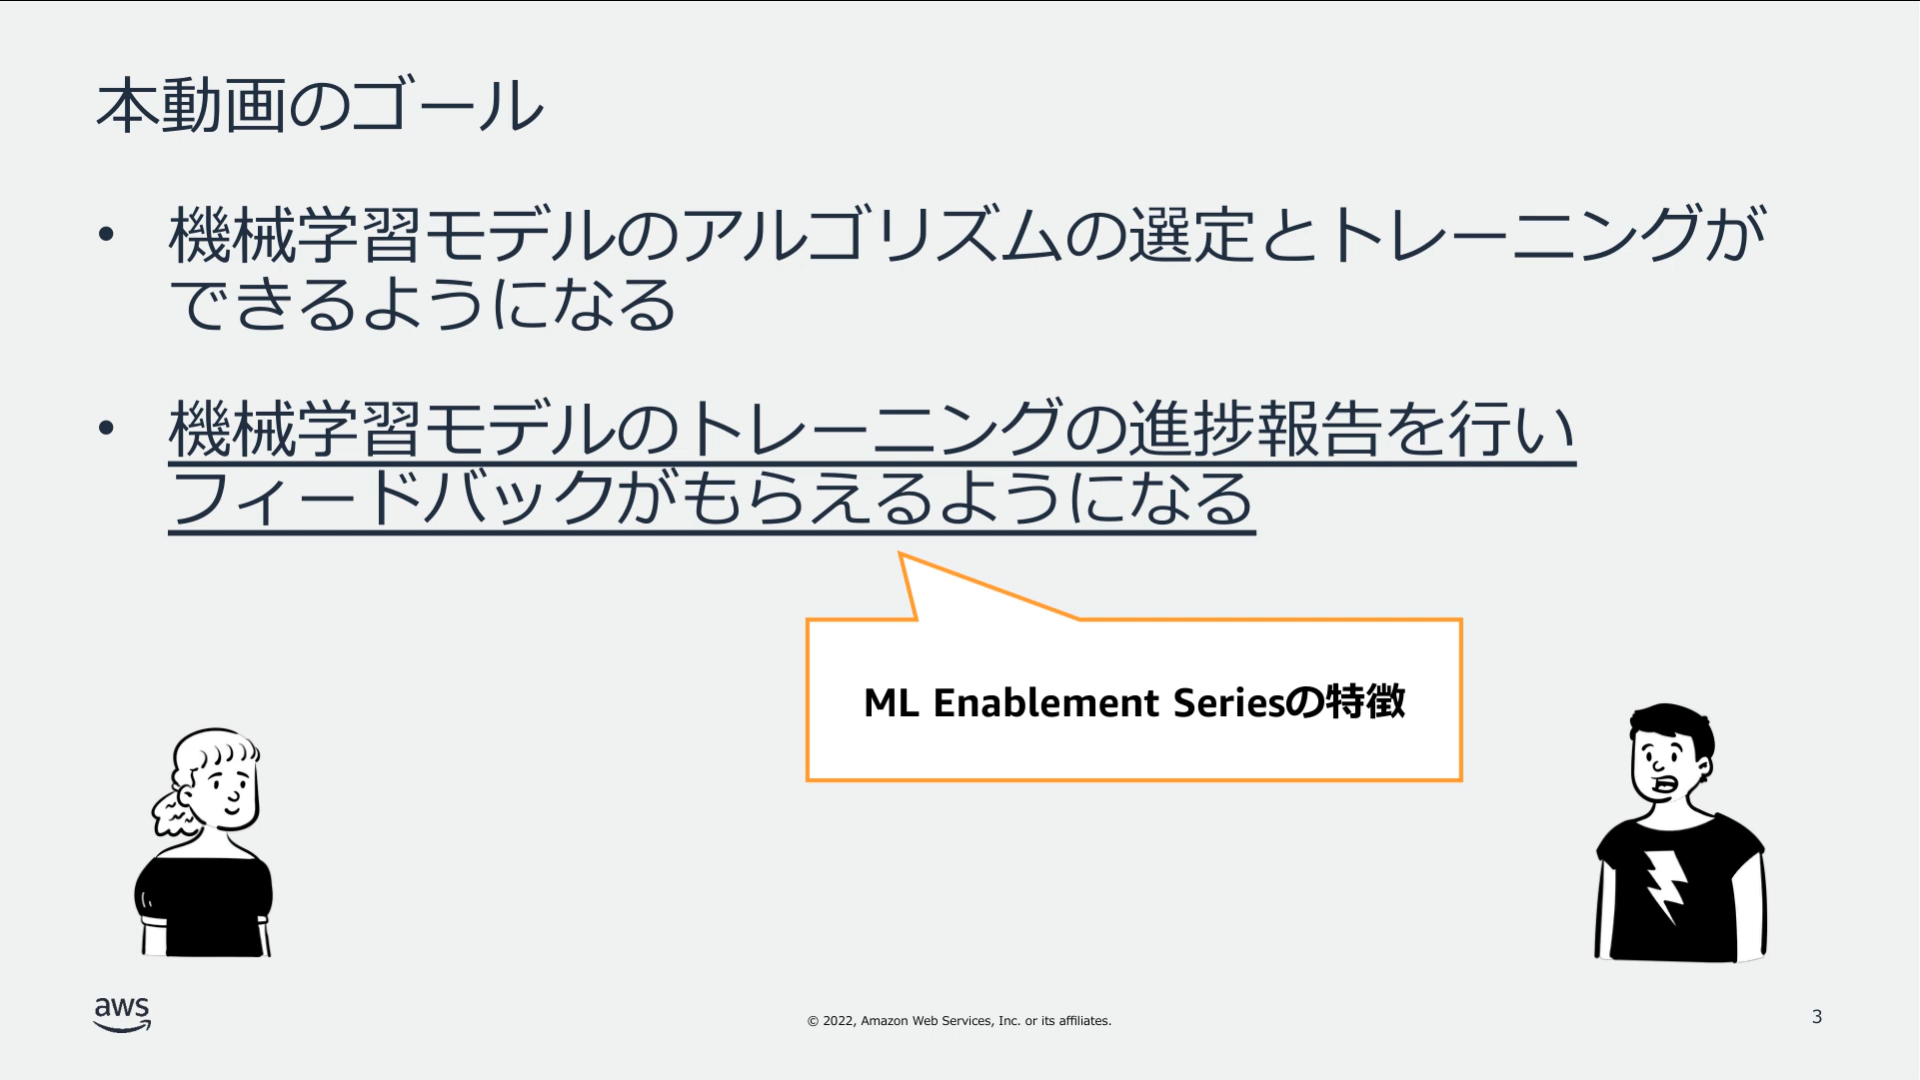 本動画のゴール
• 機械学習モデルのアルゴリズムの選定とトレーニングが
できるようになる
• 機械学習モデルのトレーニングの進捗報告を行い
フィードバックがもらえるようになる
ML Enablement Seriesの特徴
aws
© 2022, Amazon Web Services, Inc. or its affiliates.
3